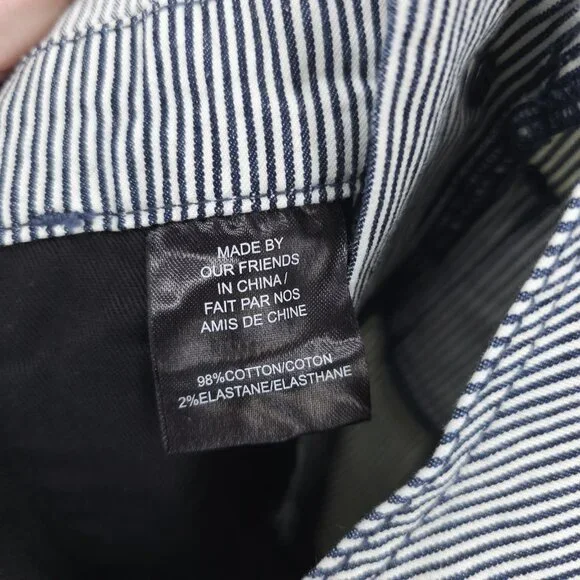 MADE BY
OUR FRIENDS
IN CHINA/
FAIT PAR NOS
AMIS DE CHINE
98%COTTON/COTON
2%ELASTANE/ELASTHANE